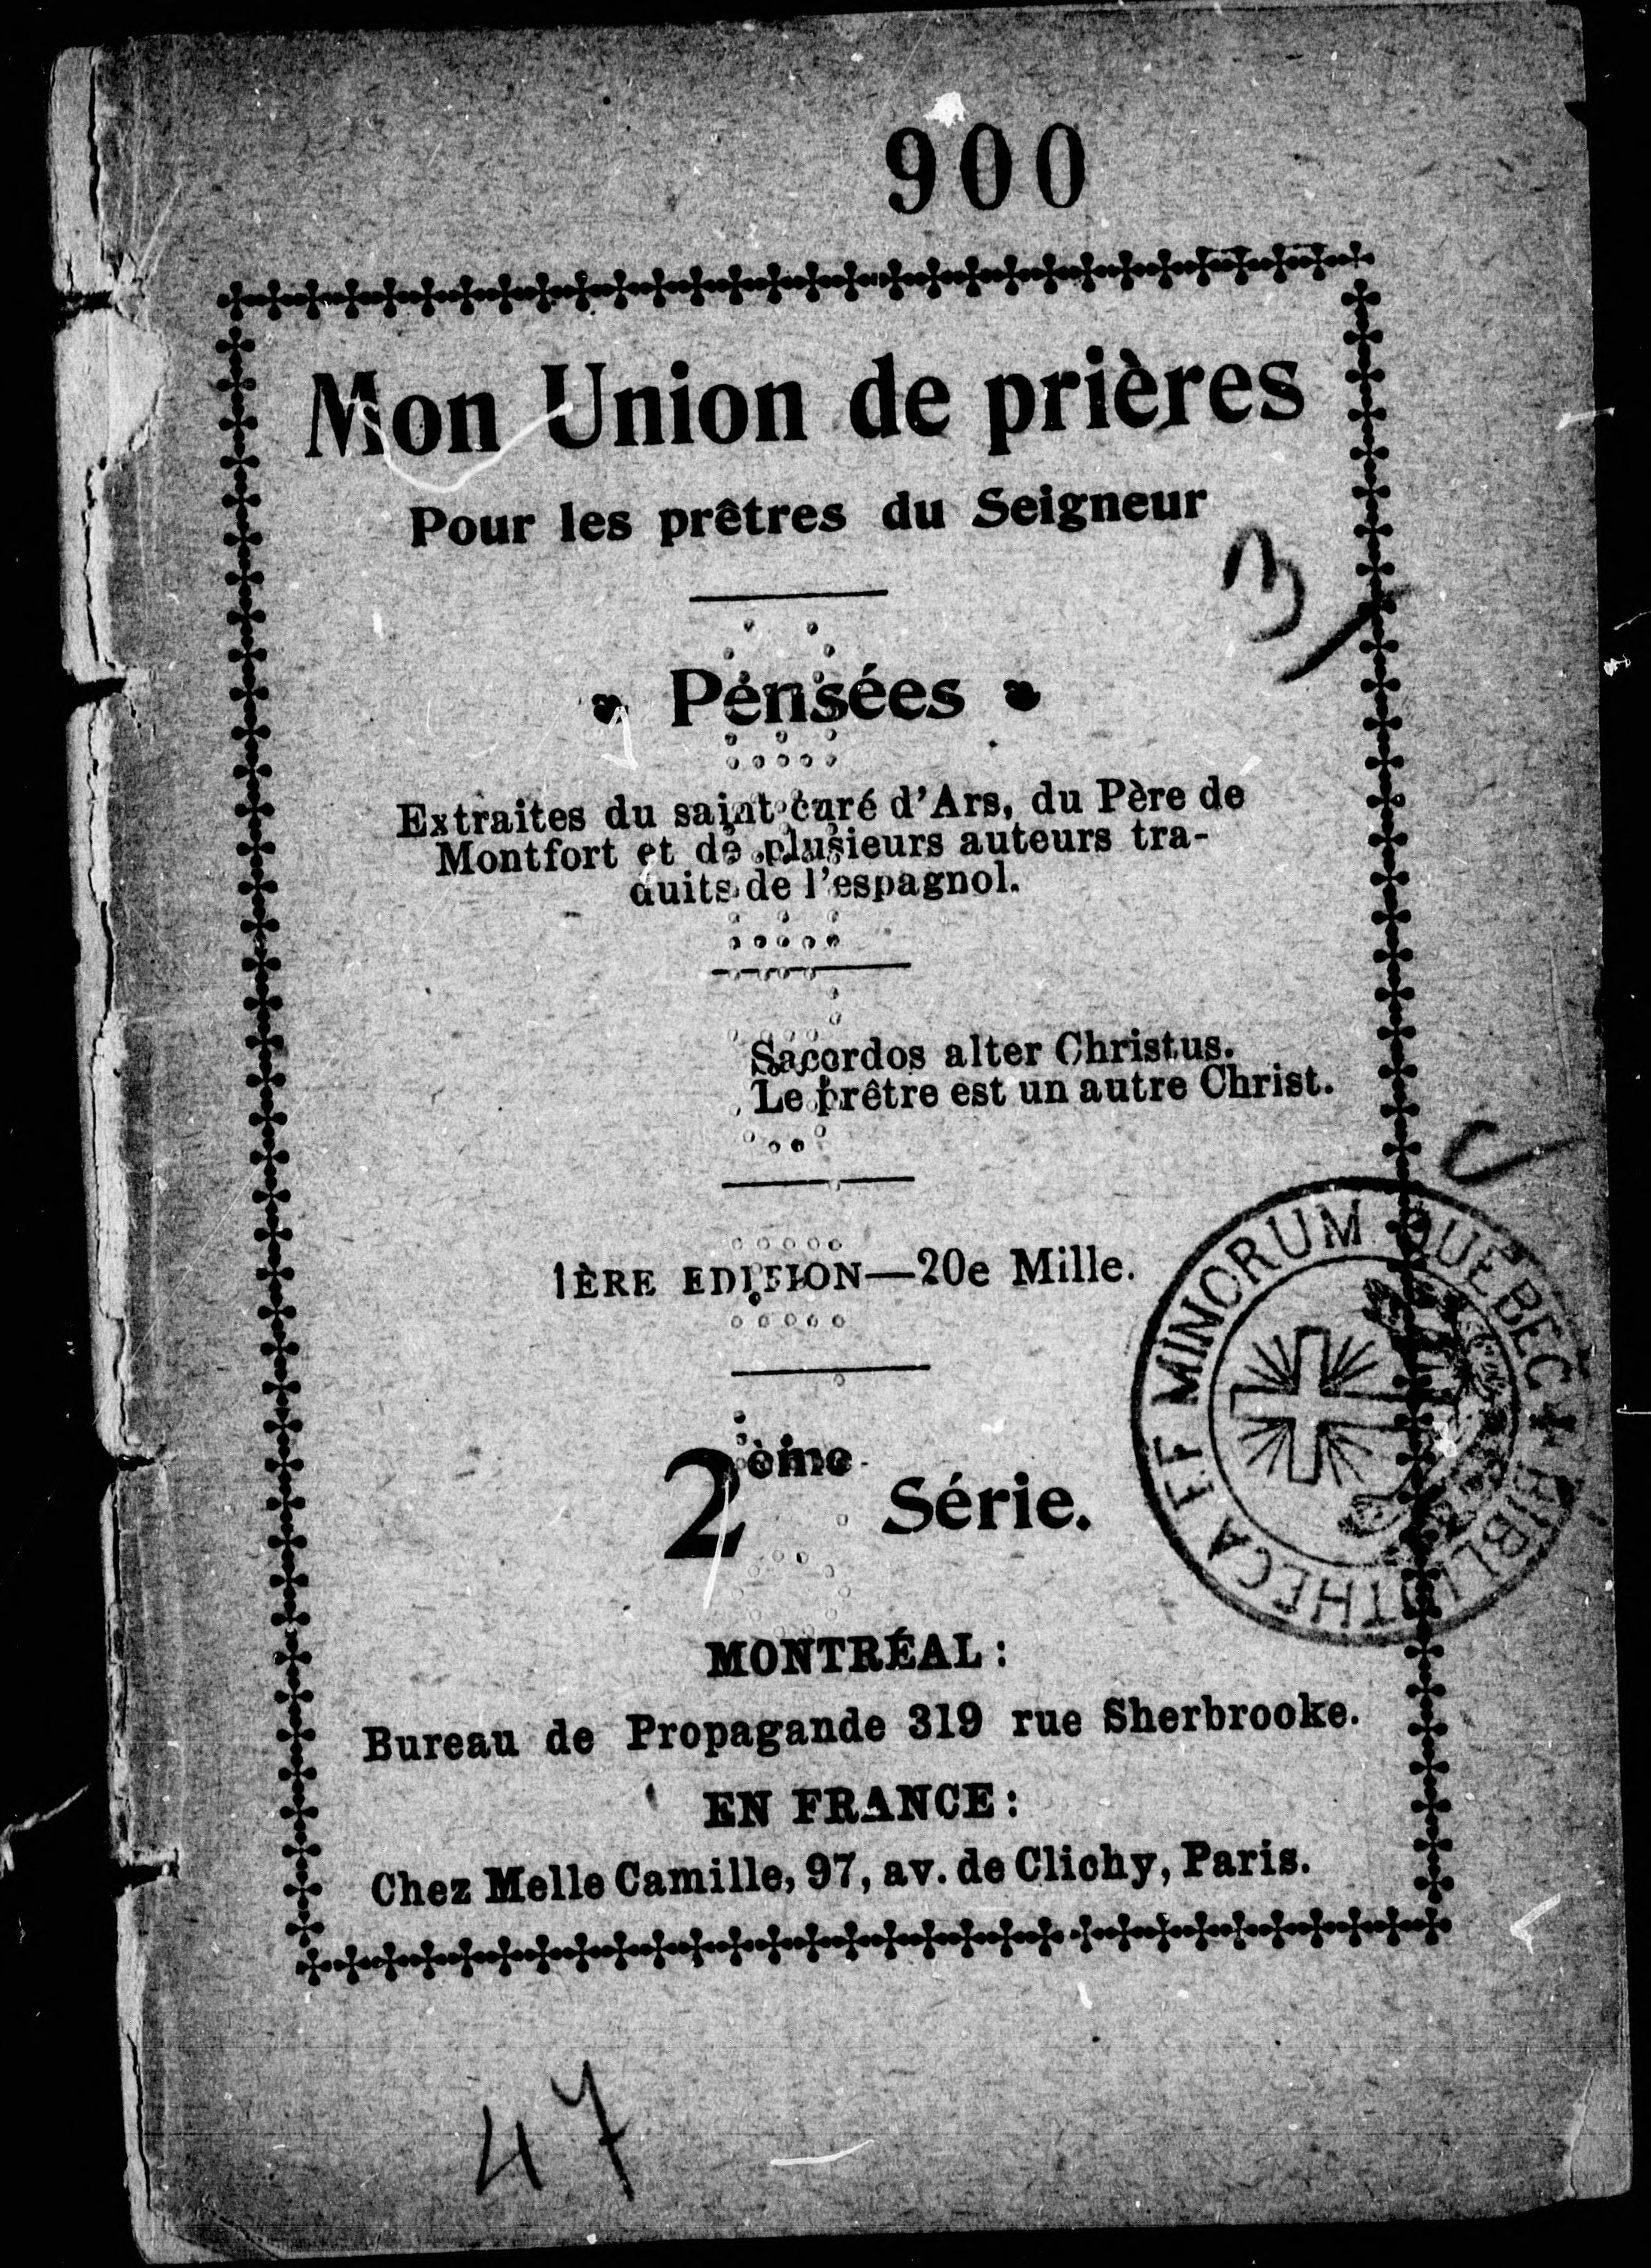 900
Mon Union de prières
Pour les prêtres du Seigneur
Pensées
Extraites du saint curé d'Ars, du Père de
Montfort et de plusieurs auteurs tra-
duits de l'espagnol.
Sacerdos alter Christus.
Le prêtre est un autre Christ.
1ÈRE EDITION—20e Mille.
2ème Série.
BIBLIOTHECA FF MINORUM QUÉBEC
MONTRÉAL:
Bureau de Propagande 319 rue Sherbrooke.
EN FRANCE:
Chez Melle Camille, 97, av. de Clichy, Paris.
47